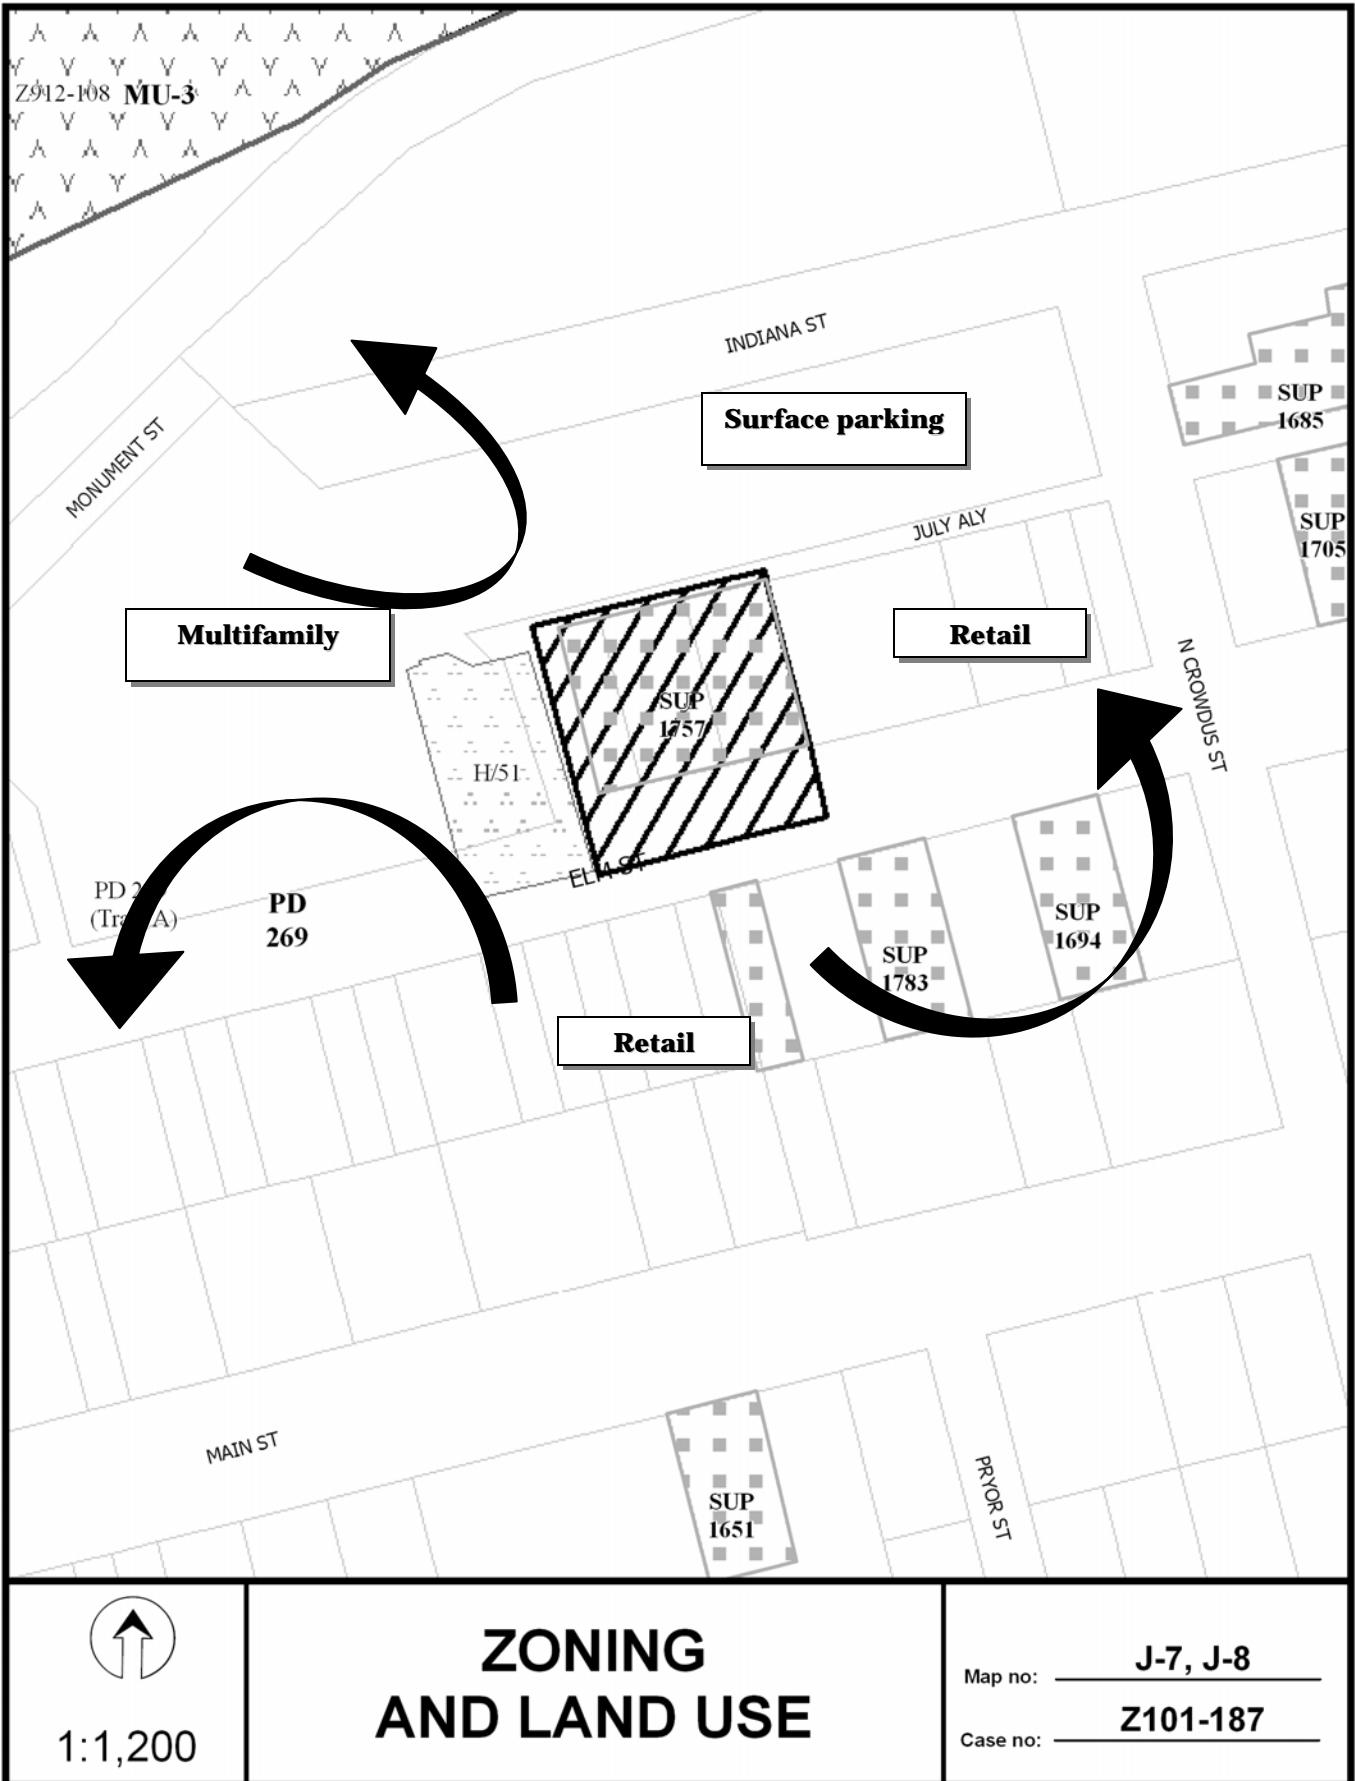 Z912-108 MU-3
INDIANA ST
Surface parking
SUP
1685
MONUMENT ST
JULY ALY
SUP
1705
Multifamily
Retail
N CROWDUS ST
SUP
1757
H/51
ELM ST
PD
(Tra A)
PD
269
SUP
1694
SUP
1783
Retail
MAIN ST
PRYOR ST
SUP
1651
1:1,200
ZONING
AND LAND USE
Map no: J-7, J-8
Case no: Z101-187